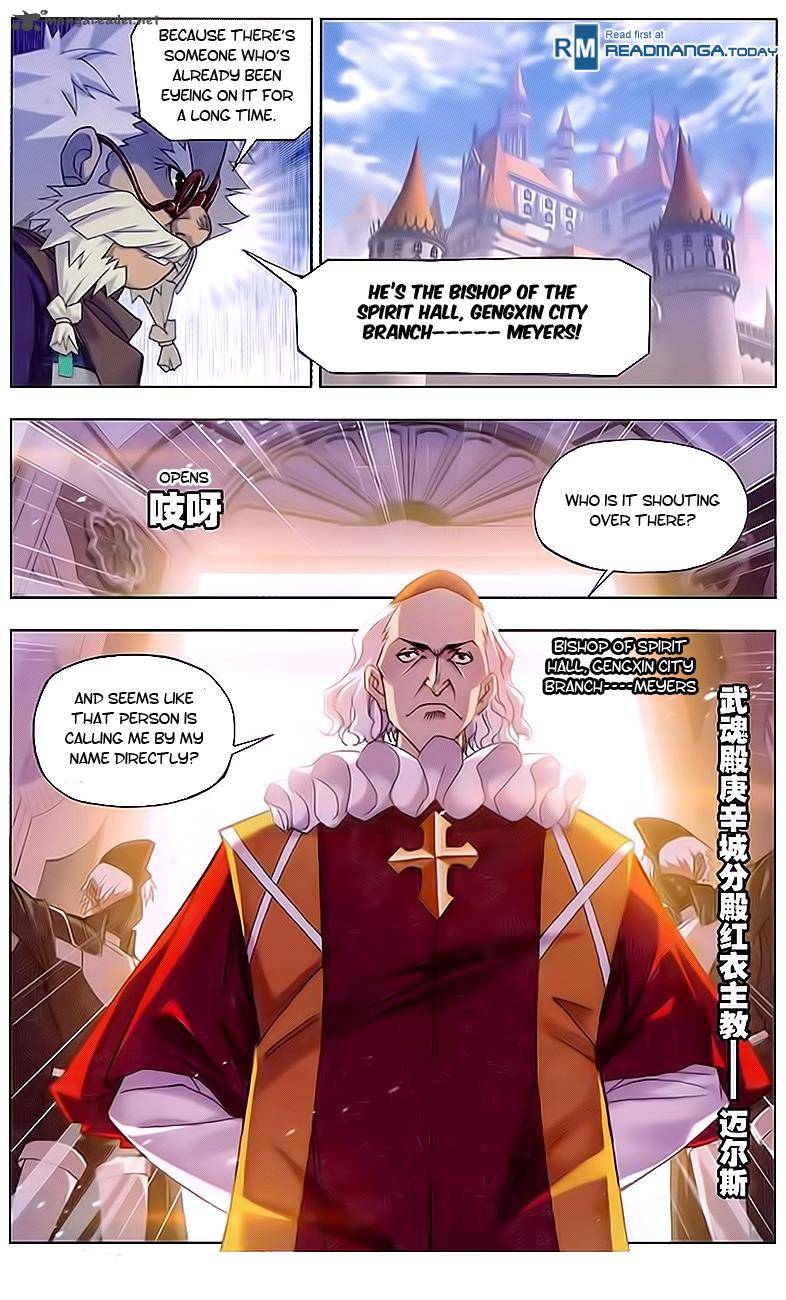 mangareader.net
BECAUSE THERE'S
SOMEONE WHO'S
ALREADY BEEN
EYEING ON IT FOR
A LONG TIME.
RM
Read first at
READMANGA.TODAY
HE'S THE BISHOP OF THE
SPIRIT HALL, GENGXIN CITY
BRANCH----- MEYERS!
OPENS
吱呀
WHO IS IT SHOUTING
OVER THERE?
AND SEEMS LIKE
THAT PERSON IS
CALLING ME BY MY
NAME DIRECTLY?
BISHOP OF SPIRIT
HALL, GENGXIN CITY
BRANCH----MEYERS
武魂殿庚辛城分殿红衣主教——迈尔斯